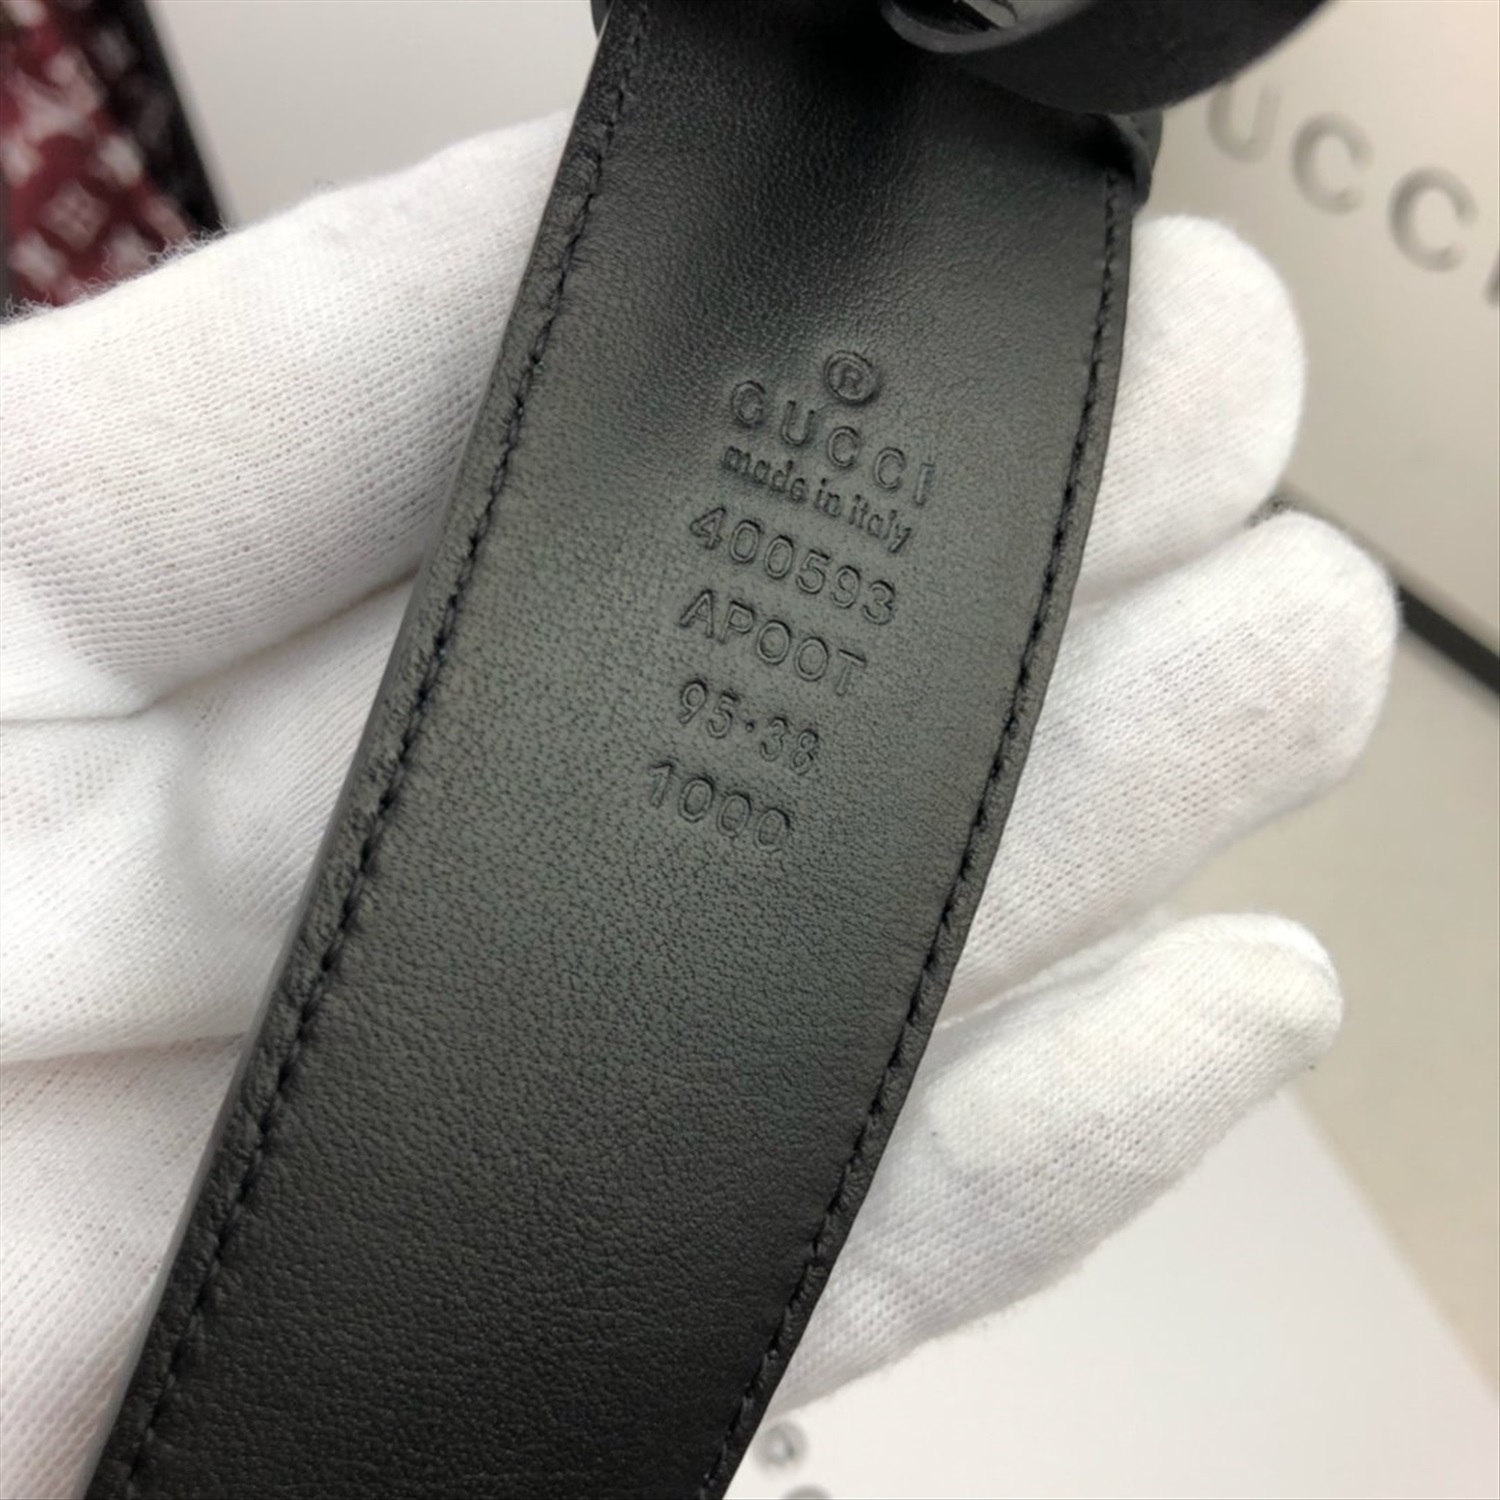 ®
GUCCI
made in italy
400593
AP00T
95·38
1000
UCCI